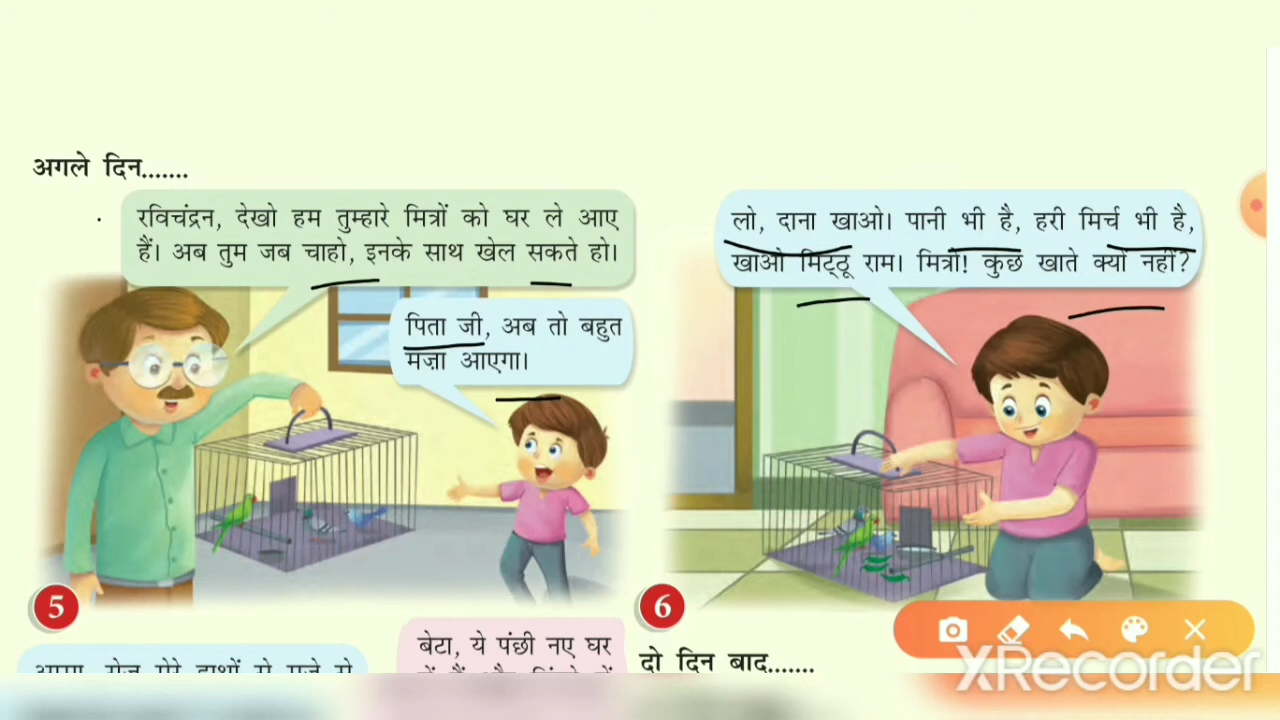 अगले दिन.......
रविचंद्रन, देखो हम तुम्हारे मित्रों को घर ले आए
हैं। अब तुम जब चाहो, इनके साथ खेल सकते हो।
पिता जी, अब तो बहुत
मज़ा आएगा।
5
लो, दाना खाओ। पानी भी है, हरी मिर्च भी है,
खाओ मिट्ठू राम। मित्रों! कुछ खाते क्यों नहीं?
6
बेटा, ये पंछी नए घर
दो दिन बाद.......
XRecorder